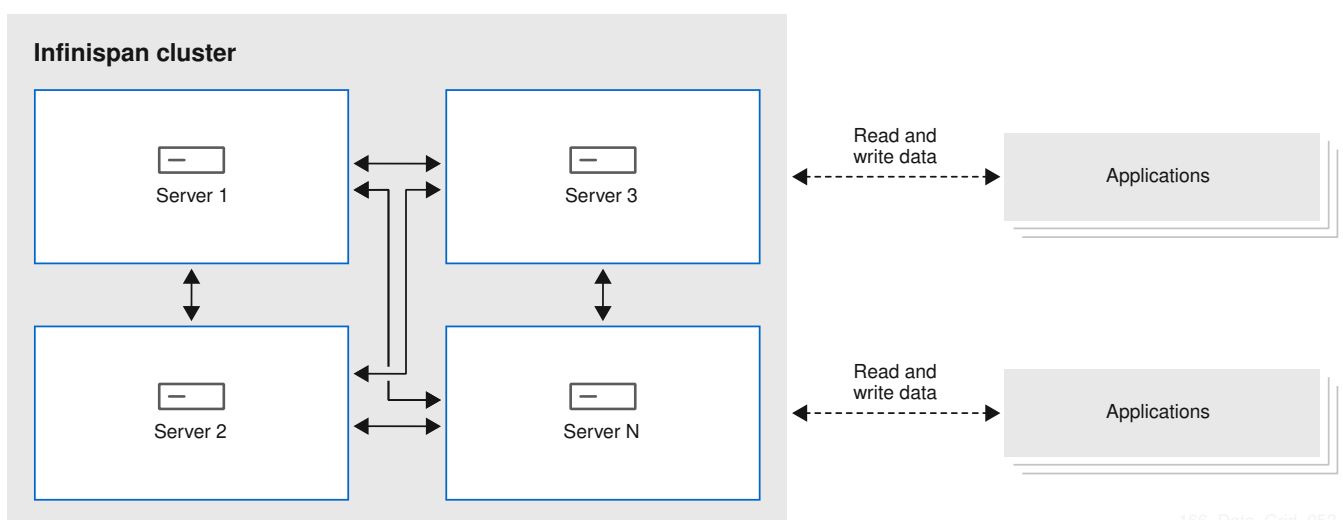 Infinispan cluster
Server 1
Server 3
Read and
write data
Applications
Server 2
Server N
Read and
write data
Applications